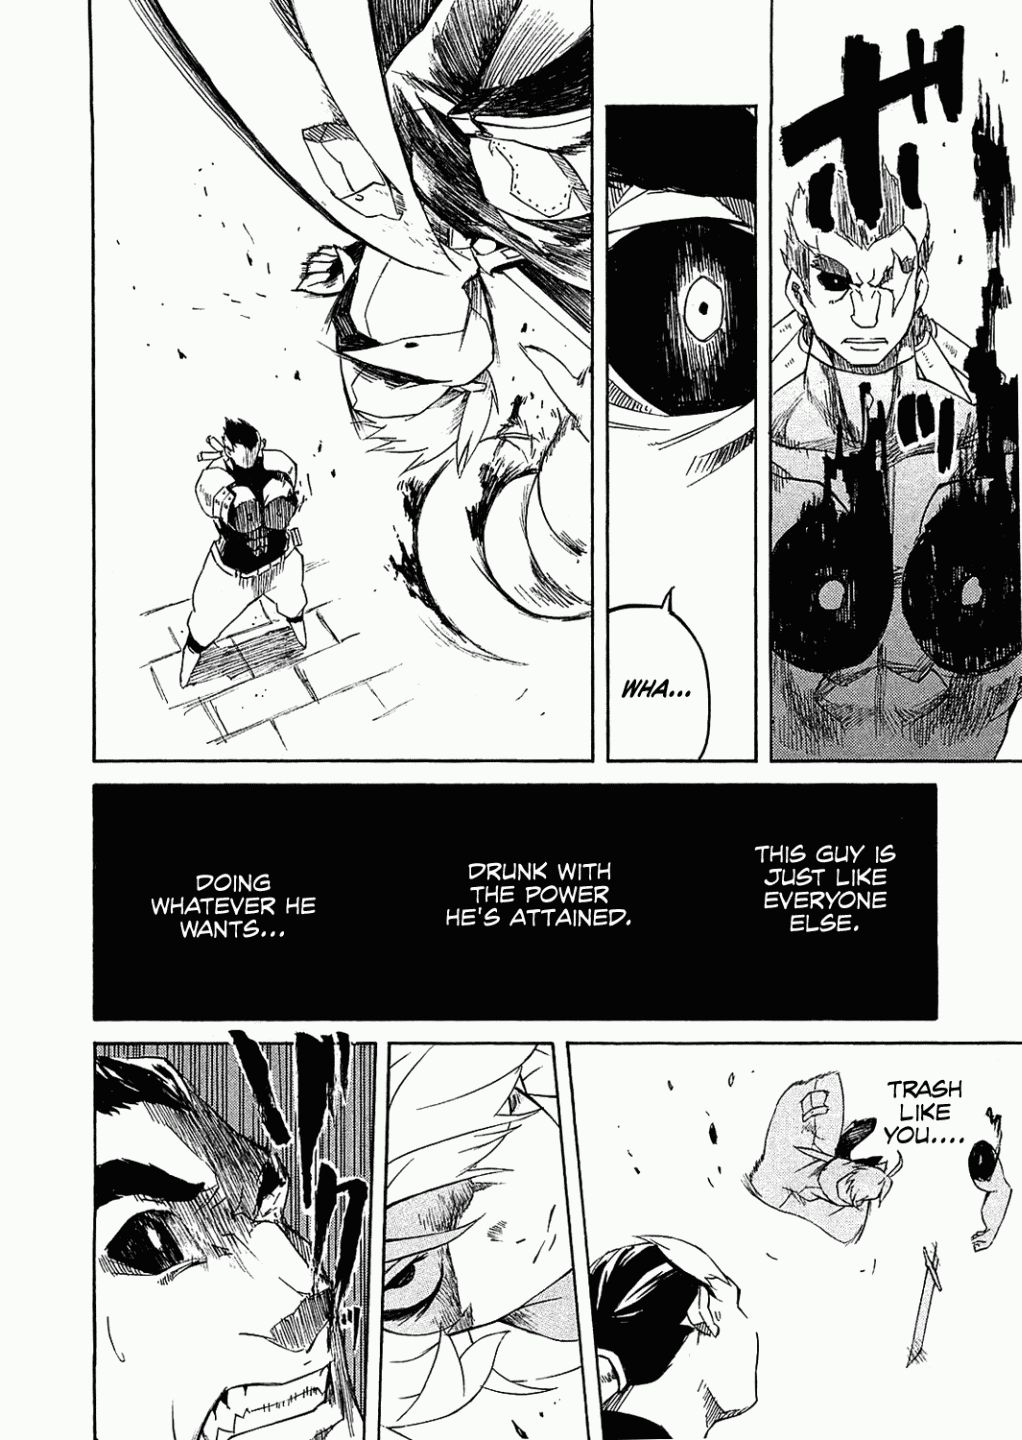 WHA...
THIS GUY IS
JUST LIKE
EVERYONE
ELSE.
DRUNK WITH
THE POWER
HE'S ATTAINED.
DOING
WHATEVER HE
WANTS...
TRASH
LIKE
YOU....